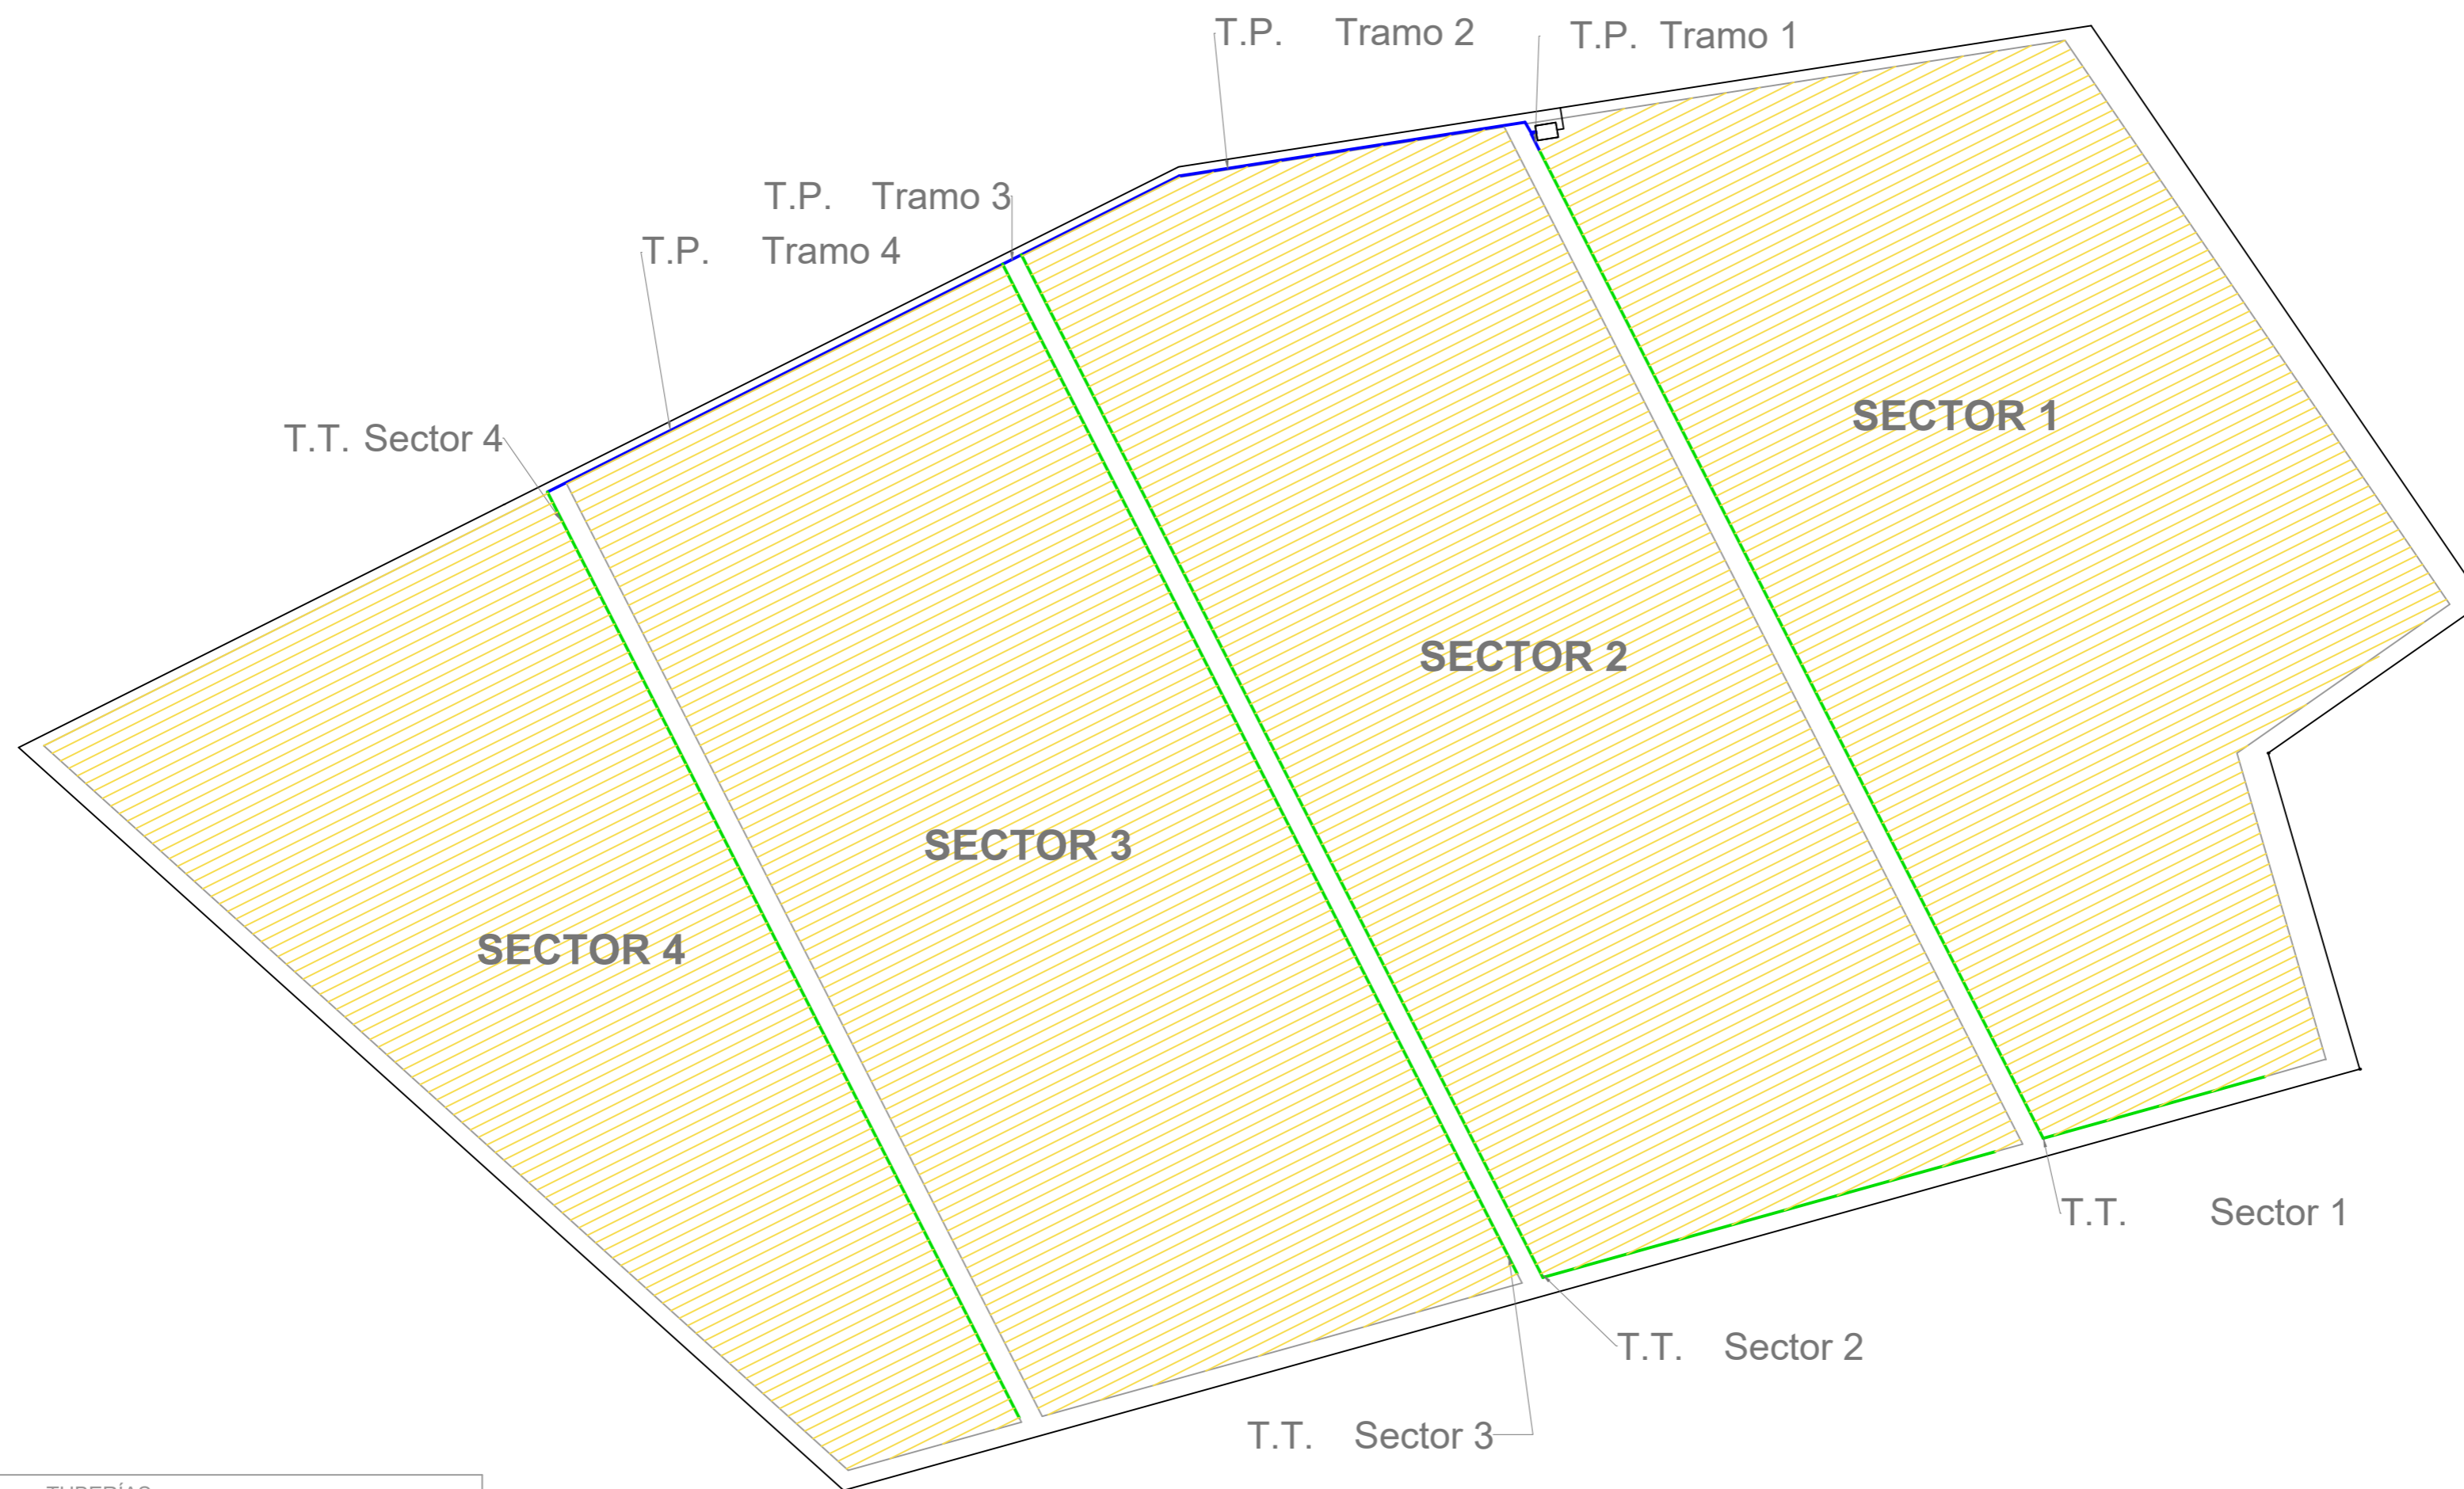 T.P. Tramo 2
T.P. Tramo 1
T.P. Tramo 3
T.P. Tramo 4
SECTOR 1
T.T. Sector 4
SECTOR 2
SECTOR 3
SECTOR 4
T.T. Sector 1
T.T. Sector 2
T.T. Sector 3
TUBERÍAS